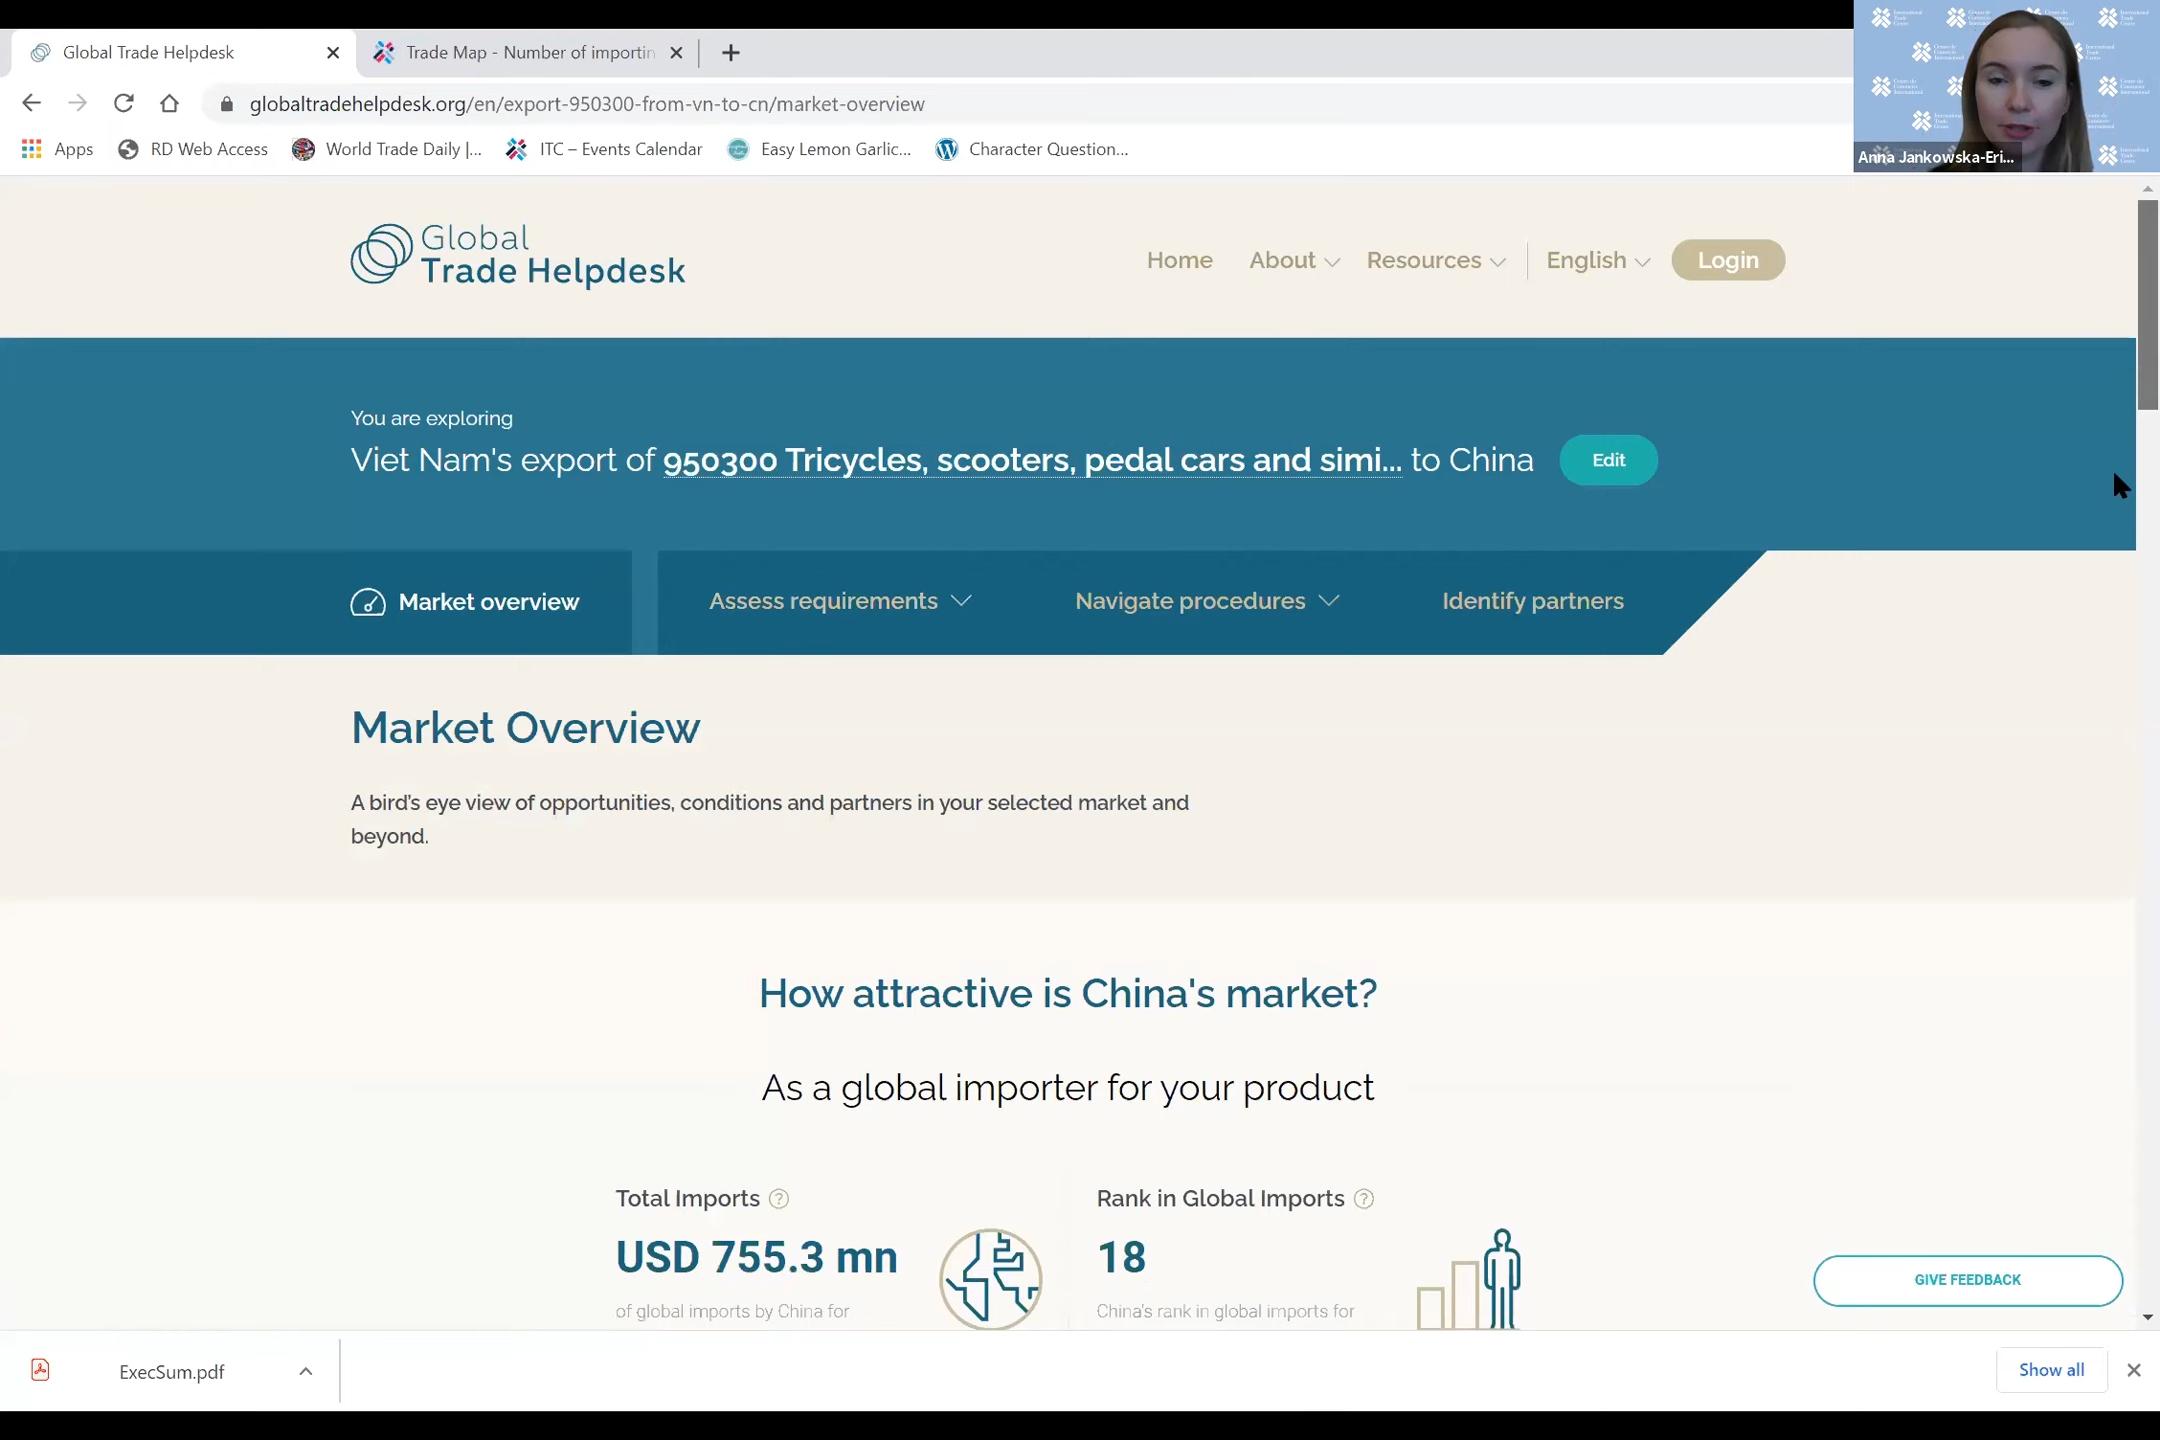 Global Trade Helpdesk
Trade Map - Number of importin
globaltradehelpdesk.org/en/export-950300-from-vn-to-cn/market-overview
Apps
RD Web Access
World Trade Daily |...
ITC – Events Calendar
Easy Lemon Garlic...
Character Question...
Anna Jankowska-Eri...
Global
Trade Helpdesk
Home
About
Resources
English
Login
You are exploring
Viet Nam's export of 950300 Tricycles, scooters, pedal cars and simi... to China
Edit
Market overview
Assess requirements
Navigate procedures
Identify partners
Market Overview
A bird's eye view of opportunities, conditions and partners in your selected market and
beyond.
How attractive is China's market?
As a global importer for your product
Total Imports ?
Rank in Global Imports ?
USD 755.3 mn
18
of global imports by China for
China's rank in global imports for
GIVE FEEDBACK
ExecSum.pdf
Show all